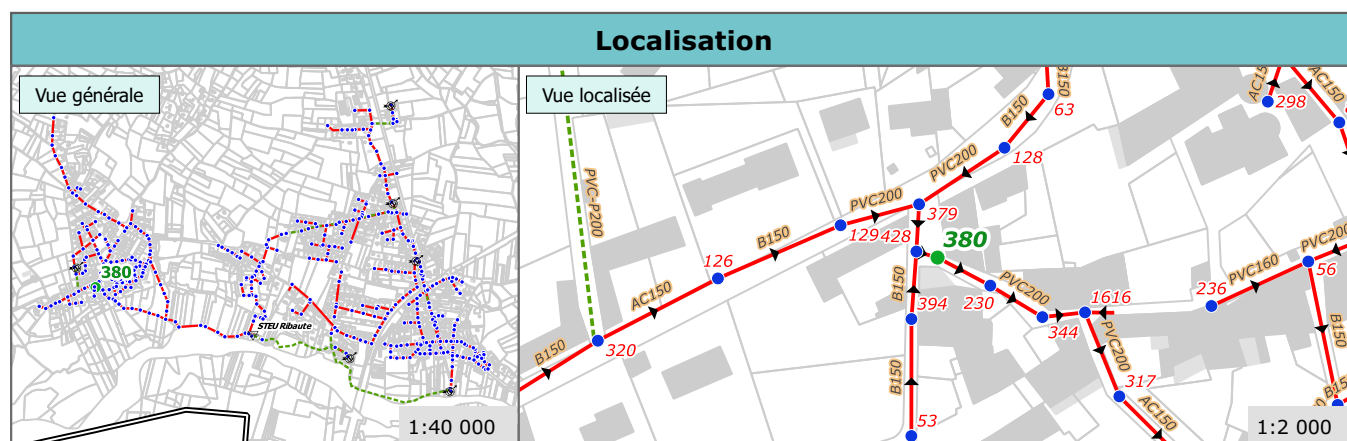 Localisation
Vue générale
380
STEU Ribaute
1:40 000
Vue localisée
B150
AC150
AC150
63
298
B150
PVC-P200
PVC200
128
PVC200
379
129
428
380
B150
126
PVC200
PVC160
56
AC150
B150
394
230
PVC200
1616
236
B150
320
344
PVC200
B150
B150
317
B150
53
AC150
1:2 000